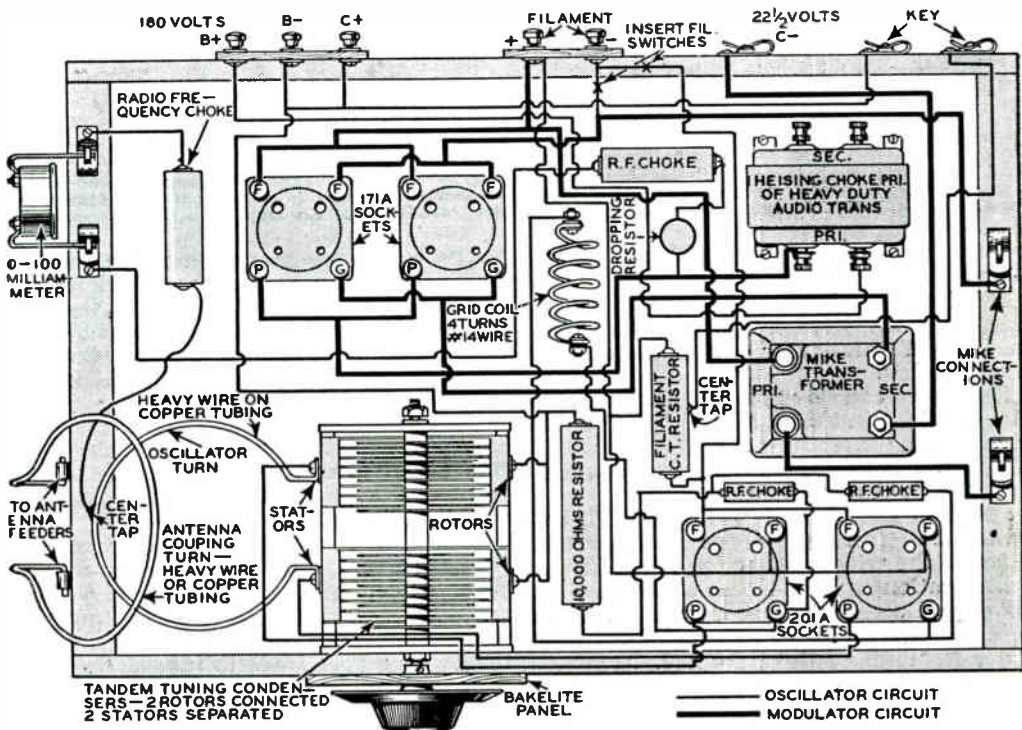 180 VOLTS
B+
B-
C+
FILAMENT
+
-
INSERT FIL.
SWITCHES
22½ VOLTS
C-
KEY
RADIO FRE-
QUENCY CHOKE
0-100
MILLIAM
METER
F
F
F
F
P
G
P
G
171A
SOCK-
ETS
R.F. CHOKE
DROPPING
RESISTOR
SEC.
1 HEISING CHOKE PRI.
OF HEAVY DUTY
AUDIO TRANS
PRI.
GRID COIL
4 TURNS
#14 WIRE
MIKE
TRANS-
FORMER
PRI.
SEC.
MIKE
CONNECT-
IONS
HEAVY WIRE ON
COPPER TUBING
OSCILLATOR
TURN
TO ANT-
ENNA
FEEDERS
CEN-
TER
TAP
ANTENNA
COUPING
TURN—
HEAVY WIRE
OR COPPER
TUBING
STAT-
ORS
ROTORS
10,000 OHMS RESISTOR
FILIAMENT
C.T. RESISTOR
CEN-
TER
TAP
R.F. CHOKE
R.F. CHOKE
F
F
F
F
P
G
P
G
201A
SOCKETS
TANDEM TUNING CONDEN-
SERS—2 ROTORS CONNECTED
2 STATORS SEPARATED
BAKELITE
PANEL
OSCILLATOR CIRCUIT
MODULATOR CIRCUIT